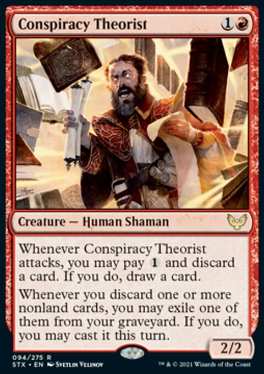 Conspiracy Theorist 1
Creature — Human Shaman
Whenever Conspiracy Theorist
attacks, you may pay 1 and discard
a card. If you do, draw a card.
Whenever you discard one or more
nonland cards, you may exile one of
them from your graveyard. If you do,
you may cast it this turn.
2/2
094/275 R
STX • EN SVETLIN VELINOV
™ & © 2021 Wizards of the Coast